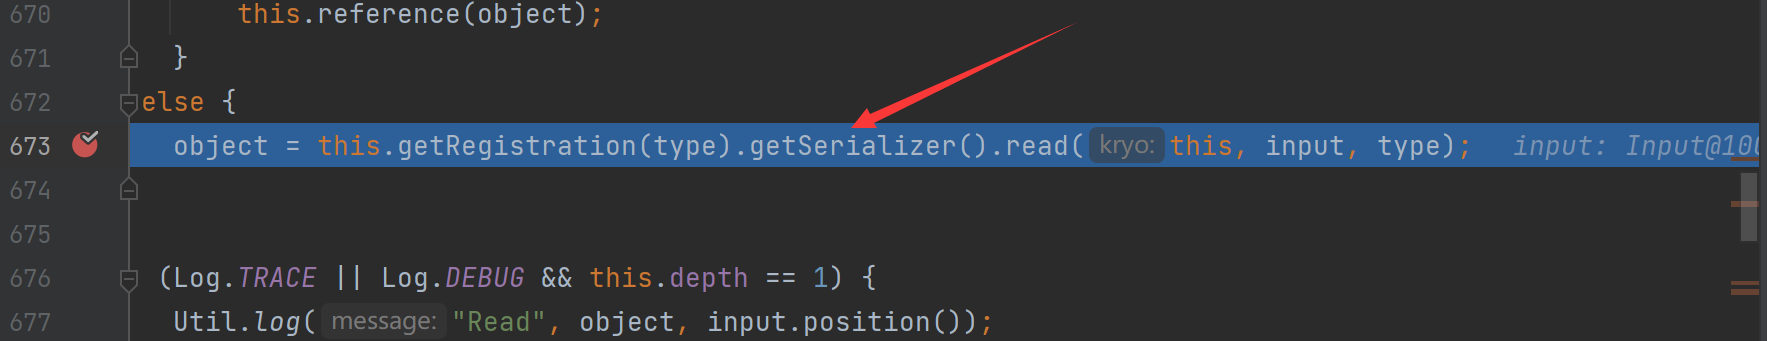 670 this.reference(object);
671 }
672 else {
673 object = this.getRegistration(type).getSerializer().read( kryo: this, input, type); input: Input@100
674
675
676 (Log.TRACE || Log.DEBUG && this.depth == 1) {
677 Util.log( message: "Read", object, input.position());